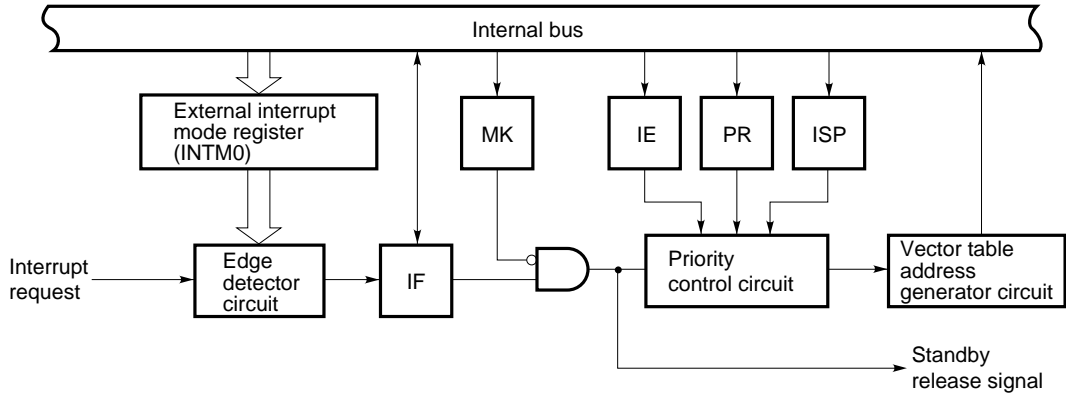 Internal bus
External interrupt
mode register
(INTM0)
MK
IE
PR
ISP
Interrupt
request
Edge
detector
circuit
IF
Priority
control circuit
Vector table
address
generator circuit
Standby
release signal